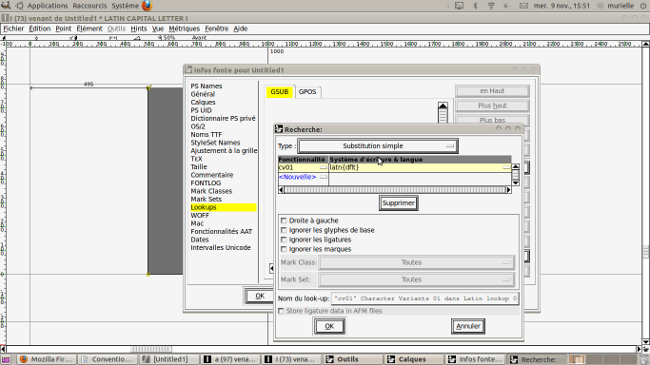 Applications Raccourcis Système
mer. 9 nov., 15:51
murielle
I (73) venant de Untitled1 * LATIN CAPITAL LETTER I
Fichier Édition Point Élément Outils Hints Vue Métriques Fenêtre Aide
Avant
1000
495
Infos fonte pour Untitled1
PS Names
Général
Calques
PS UID
Dictionnaire PS privé
OS/2
Noms TTF
StyleSet Names
Ajustement à la grille
TεX
Taille
Commentaire
FONTLOG
Mark Classes
Mark Sets
Lookups
WOFF
Mac
Fonctionnalités AAT
Dates
Intervalles Unicode
GSUB GPOS
en Haut
Plus haut
Plus bas
OK
Recherche:
Type : Substitution simple
Fonctionnalité Système d'écriture & langue
cv01 latn{dflt}
<Nouvelle>
Supprimer
Droite à gauche
Ignorer les glyphes de base
Ignorer les ligatures
Ignorer les marques
Mark Class: Toutes
Mark Set: Toutes
Nom du look-up: 'cv01' Character Variants 01 dans Latin lookup 0
Store ligature data in AFM files
OK Annuler
Mozilla Fir... Convention... [Untitled1] a (97) venan... I (73) venan... Outils Calques Infos fonte... Recherche: